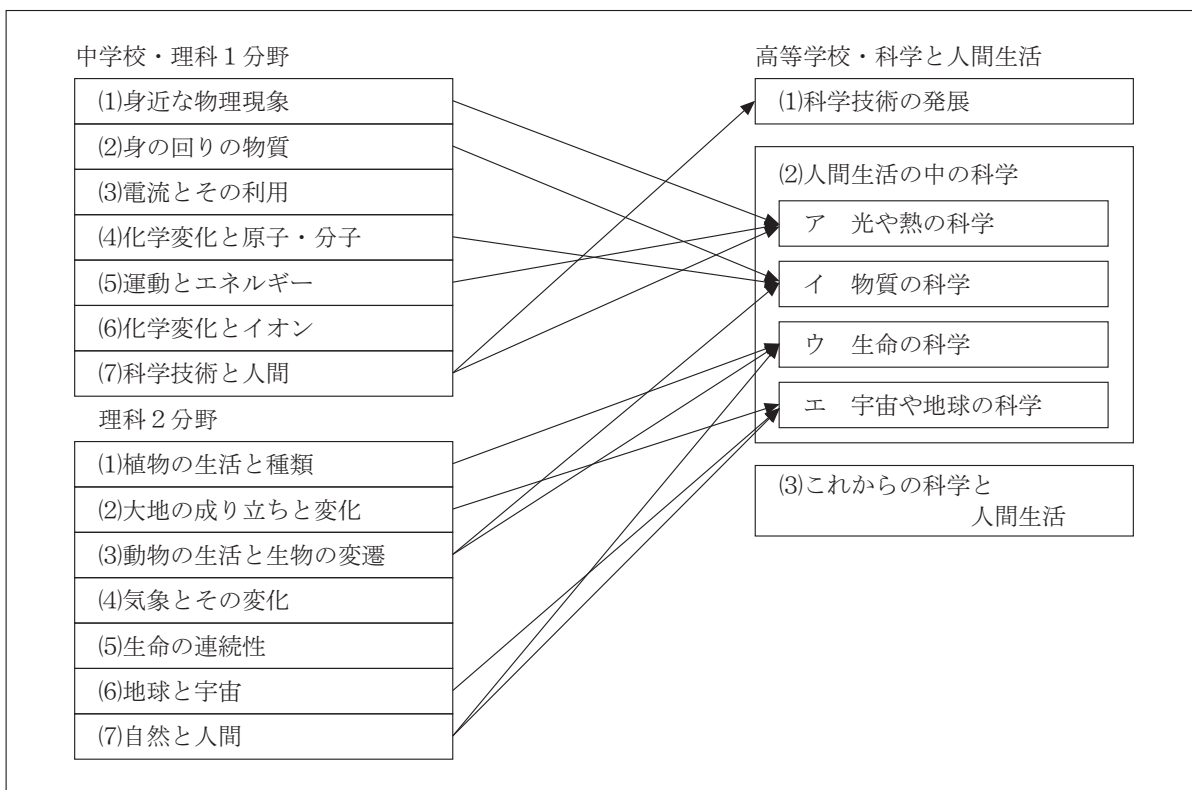 中学校・理科1分野
⑴身近な物理現象
⑵身の回りの物質
⑶電流とその利用
⑷化学変化と原子・分子
⑸運動とエネルギー
⑹化学変化とイオン
⑺科学技術と人間
理科2分野
⑴植物の生活と種類
⑵大地の成り立ちと変化
⑶動物の生活と生物の変遷
⑷気象とその変化
⑸生命の連続性
⑹地球と宇宙
⑺自然と人間
高等学校・科学と人間生活
⑴科学技術の発展
⑵人間生活の中の科学
ア 光や熱の科学
イ 物質の科学
ウ 生命の科学
エ 宇宙や地球の科学
⑶これからの科学と
人間生活